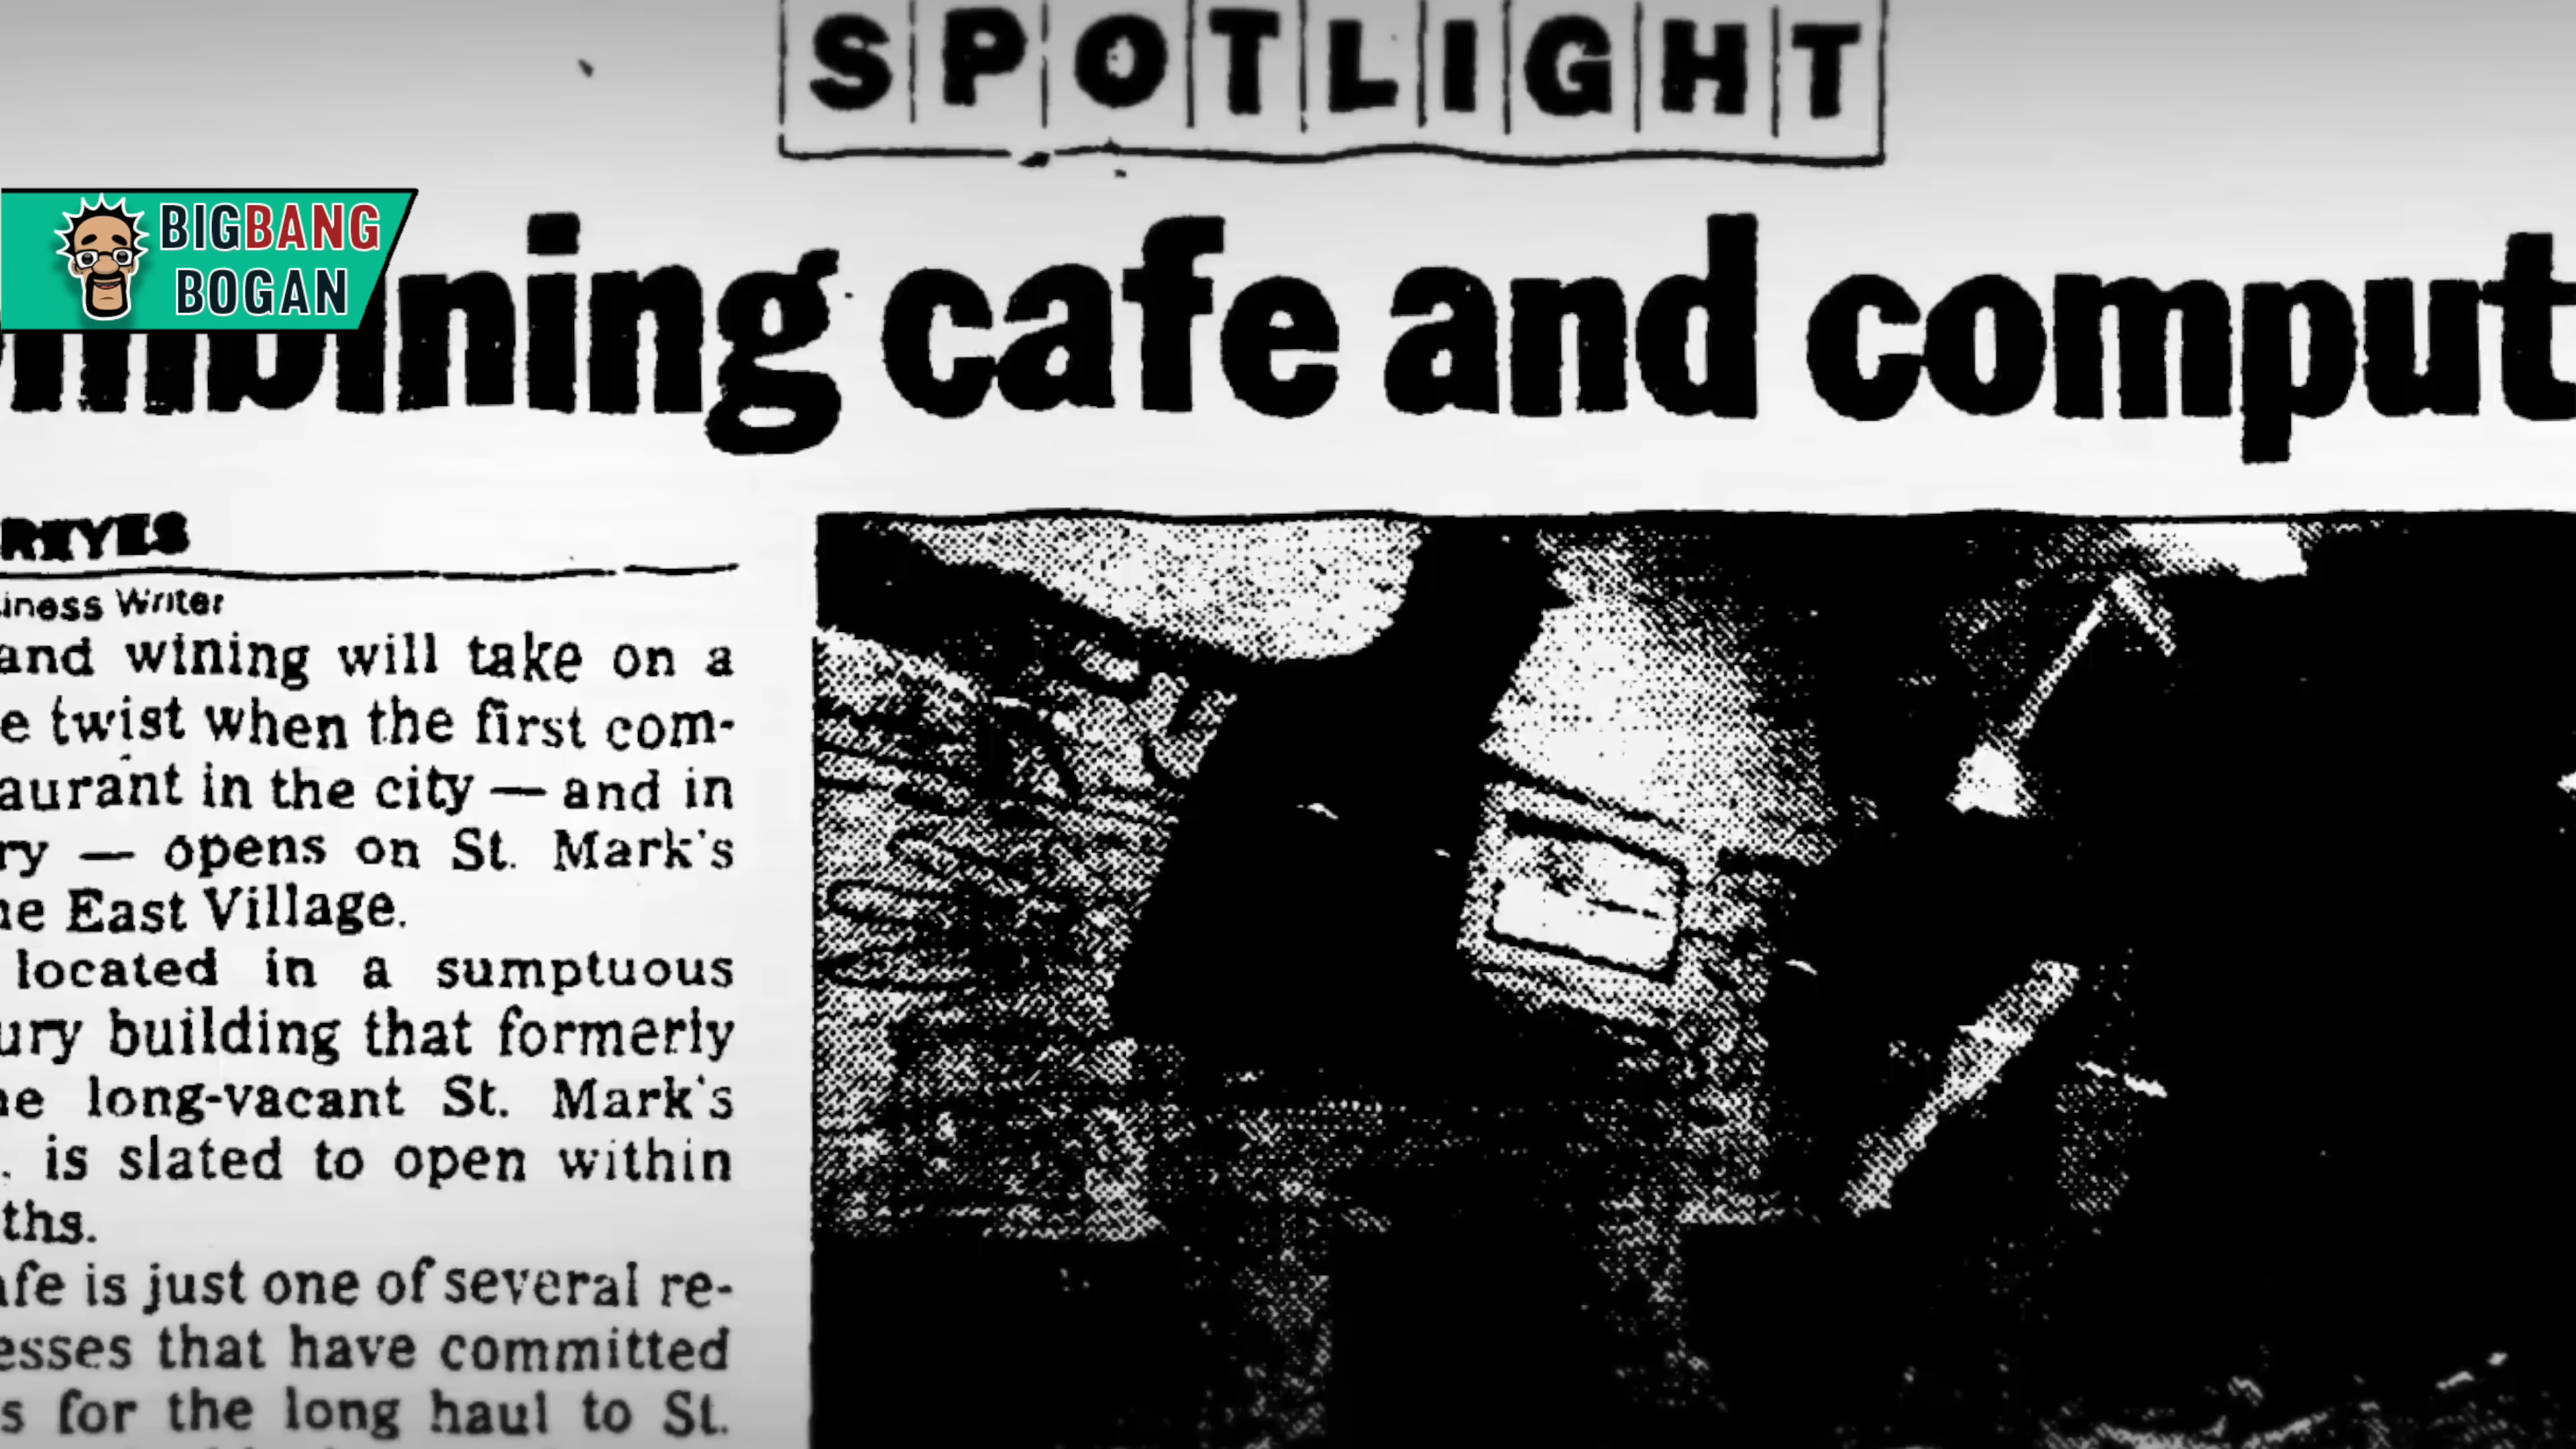 SPOTLIGHT
BIGBANG
BOGAN
ombining cafe and comput
REYES
iness Writer
and wining will take on a
e twist when the first com-
aurant in the city — and in
ry — opens on St. Mark's
he East Village.
located in a sumptuous
ury building that formerly
he long-vacant St. Mark's
. is slated to open within
ths.
afe is just one of several re-
esses that have committed
s for the long haul to St.